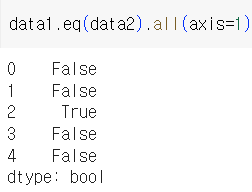 data1.eq(data2).all(axis=1)
0 False
1 False
2 True
3 False
4 False
dtype: bool